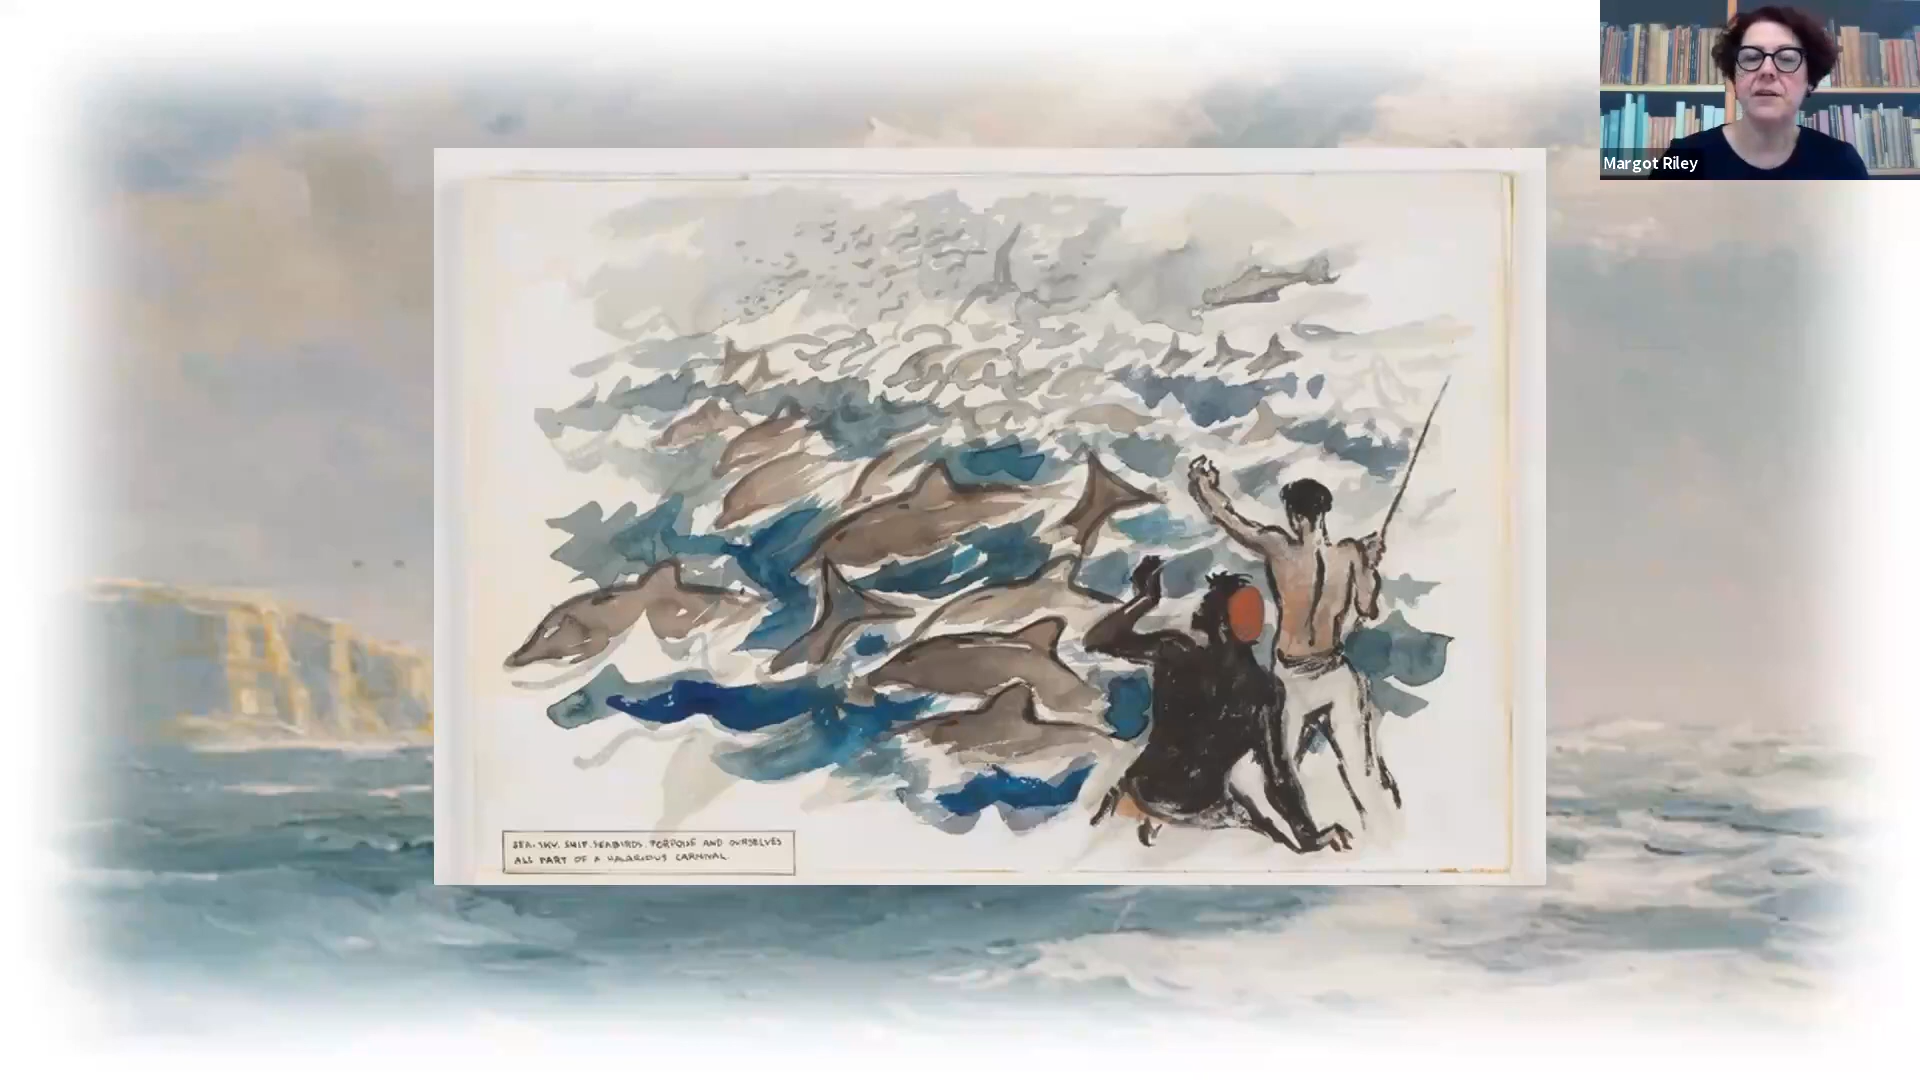 Margot Riley
SEA. SKY. SHIP. SEABIRDS. PORPOISE AND OURSELVES
ALL PART OF A HILARIOUS CARNIVAL.